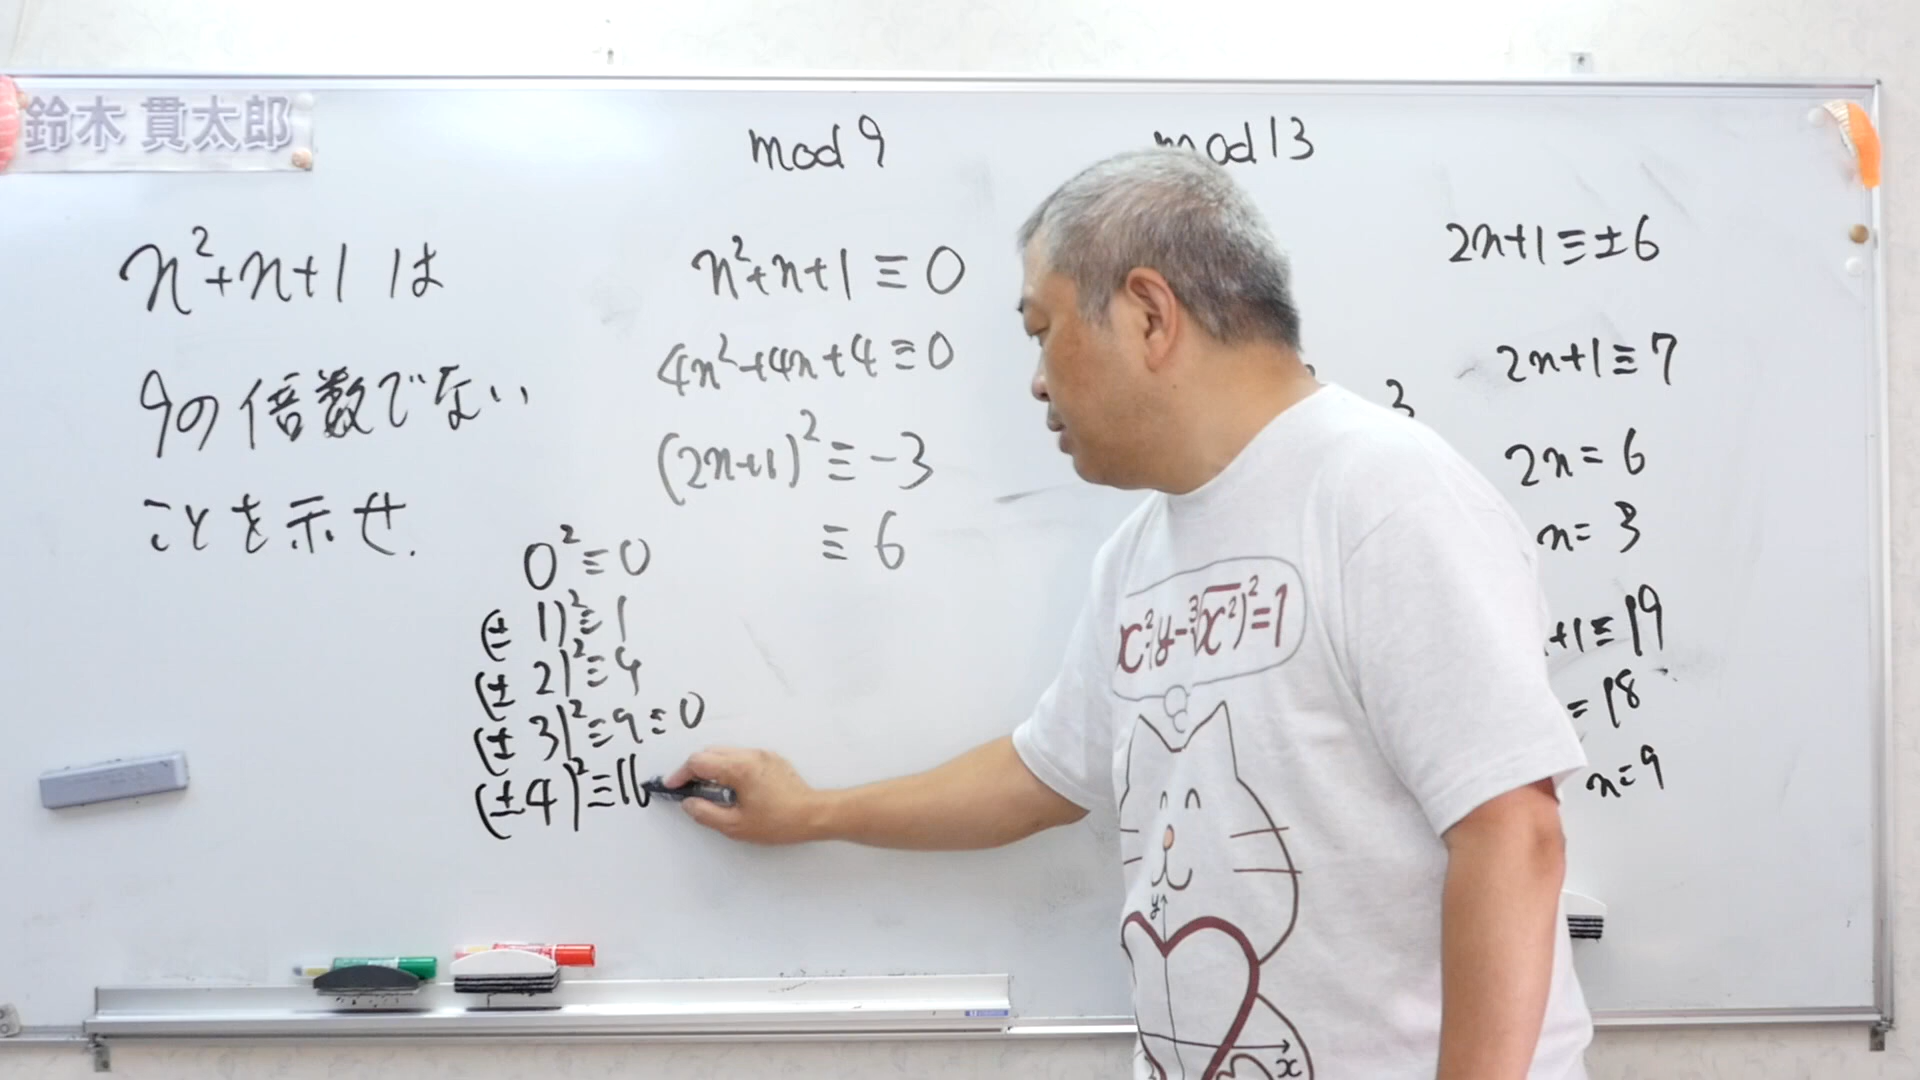 鈴木 貫太郎
n²+n+1 は
9の倍数でない
ことを示せ.
mod 9
n²+n+1≡0
4n²+4n+4≡0
(2n+1)²≡-3
≡6
0²≡0
(±1)²≡1
(±2)²≡4
(±3)²≡9≡0
(±4)²≡16
mod 13
3
2n+1≡±6
2n+1≡7
2n=6
n=3
+1≡19
=18
n=9
x²(y-∛x²)²=1
y
x